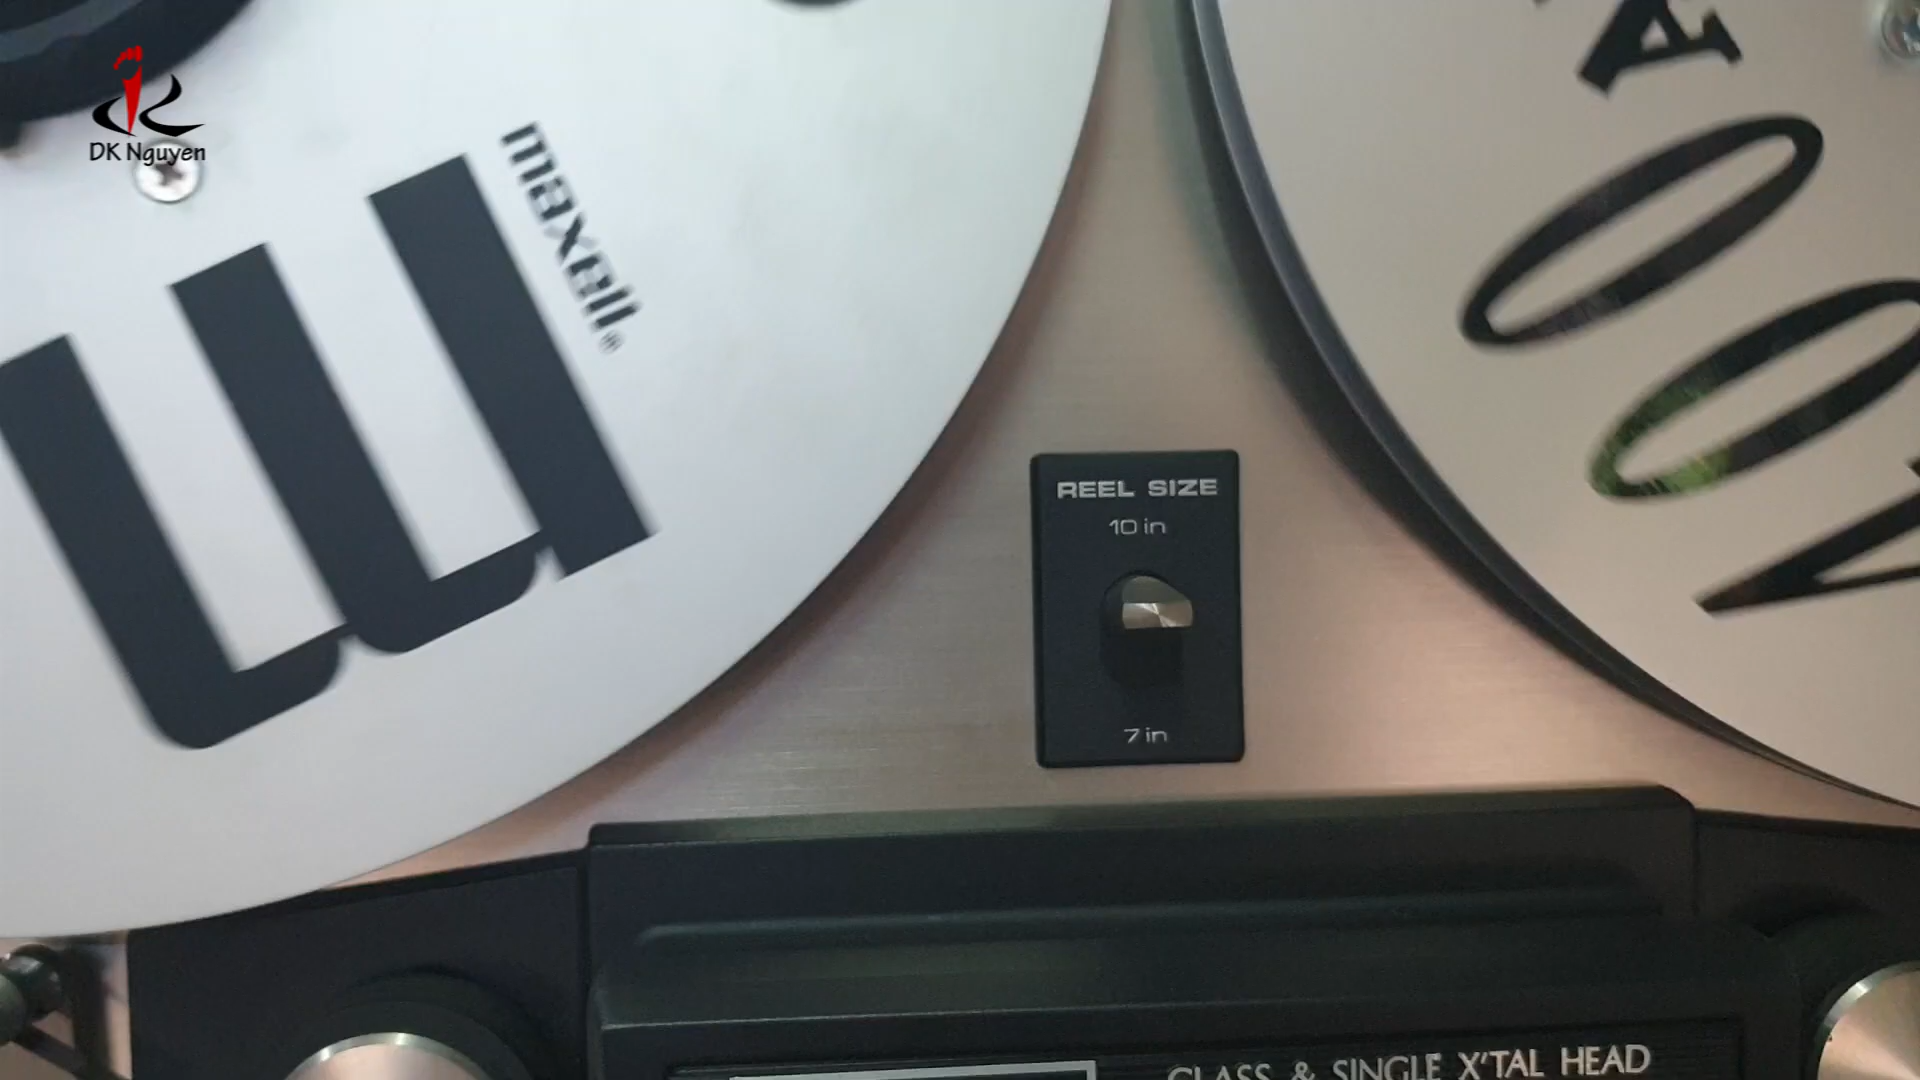 DK Nguyen
maxell®
REEL SIZE
10 in
7 in
GLASS & SINGLE X'TAL HEAD